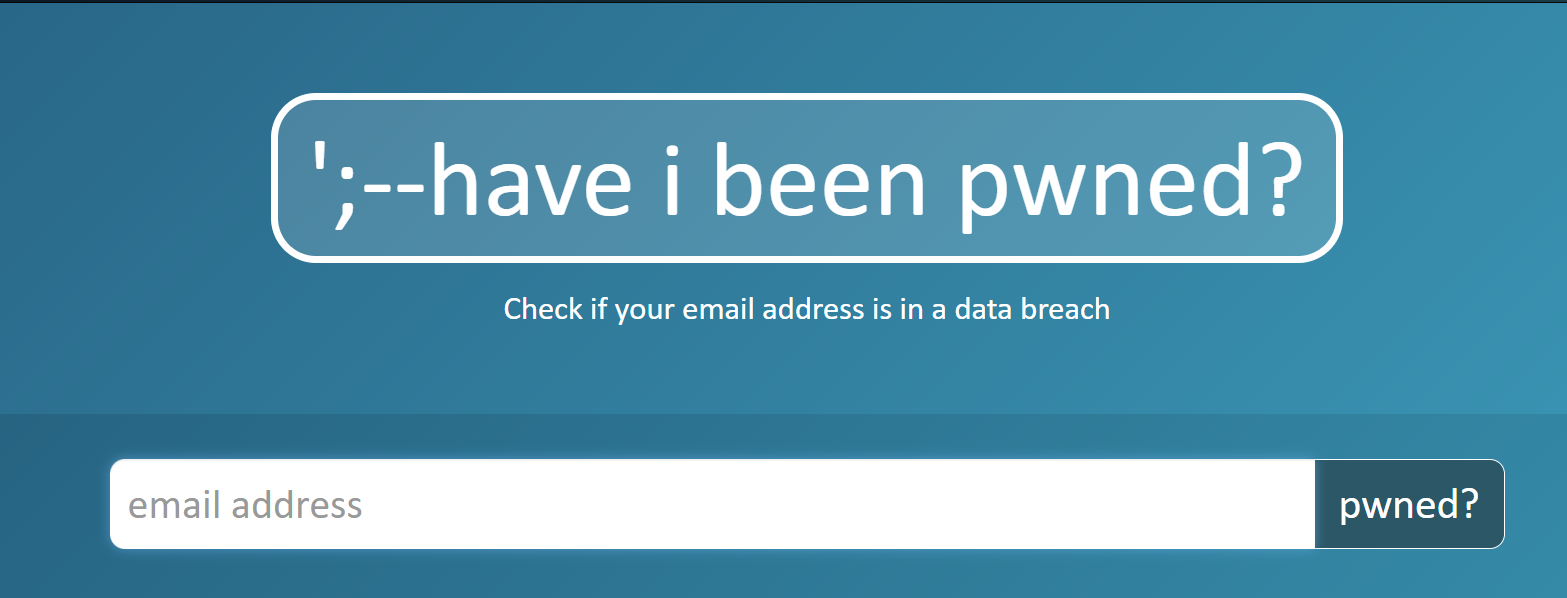 ';--have i been pwned?
Check if your email address is in a data breach
email address
pwned?